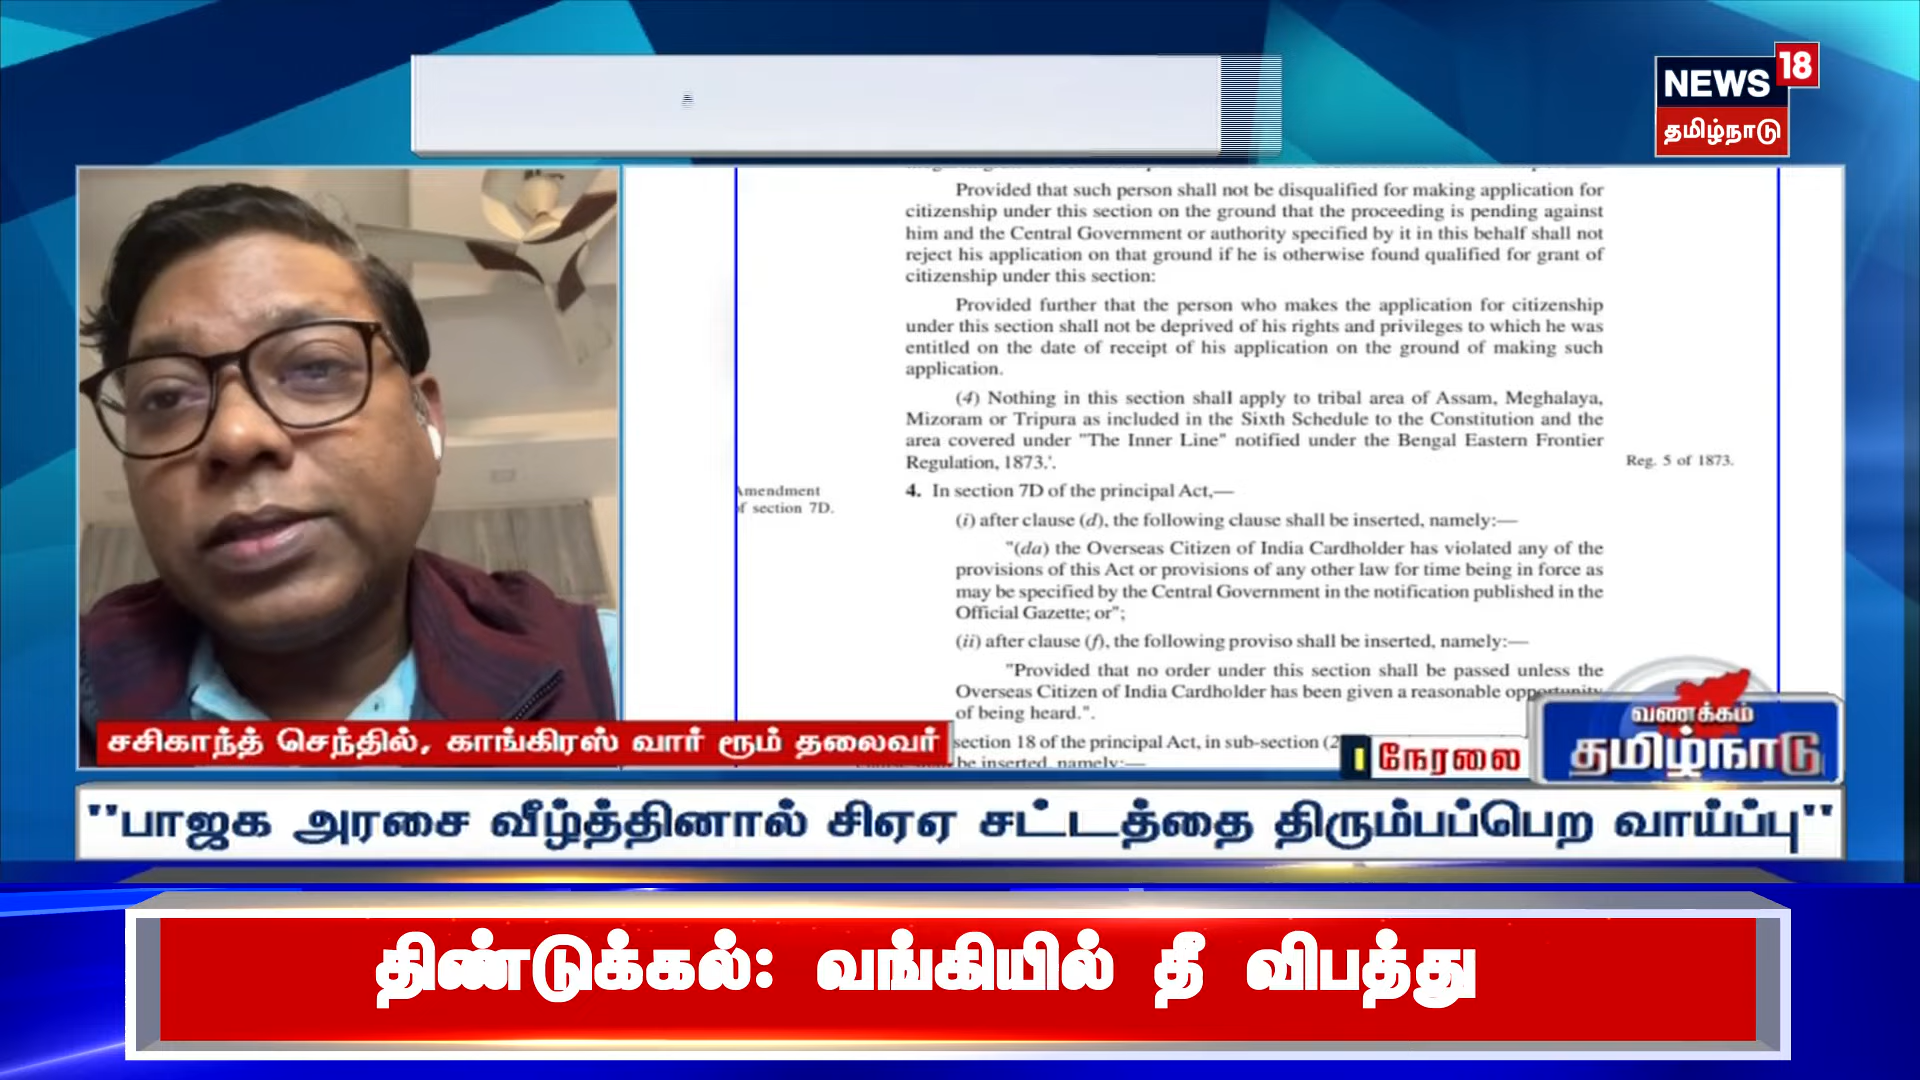 NEWS 18
தமிழ்நாடு
Provided that such person shall not be disqualified for making application for
citizenship under this section on the ground that the proceeding is pending against
him and the Central Government or authority specified by it in this behalf shall not
reject his application on that ground if he is otherwise found qualified for grant of
citizenship under this section:
Provided further that the person who makes the application for citizenship
under this section shall not be deprived of his rights and privileges to which he was
entitled on the date of receipt of his application on the ground of making such
application.
(4) Nothing in this section shall apply to tribal area of Assam, Meghalaya,
Mizoram or Tripura as included in the Sixth Schedule to the Constitution and the
area covered under "The Inner Line" notified under the Bengal Eastern Frontier
Regulation, 1873.'.
Reg. 5 of 1873.
Amendment
of section 7D.
4. In section 7D of the principal Act,—
(i) after clause (d), the following clause shall be inserted, namely:—
"(da) the Overseas Citizen of India Cardholder has violated any of the
provisions of this Act or provisions of any other law for time being in force as
may be specified by the Central Government in the notification published in the
Official Gazette; or";
(ii) after clause (f), the following proviso shall be inserted, namely:—
"Provided that no order under this section shall be passed unless the
Overseas Citizen of India Cardholder has been given a reasonable opportunity
of being heard.".
section 18 of the principal Act, in sub-section (2
be inserted, namely:—
சசிகாந்த் செந்தில், காங்கிரஸ் வார் ரூம் தலைவர்
நேரலை
வணக்கம்
தமிழ்நாடு
"பாஜக அரசை வீழ்த்தினால் சிஏஏ சட்டத்தை திரும்பப்பெற வாய்ப்பு"
திண்டுக்கல்: வங்கியில் தீ விபத்து